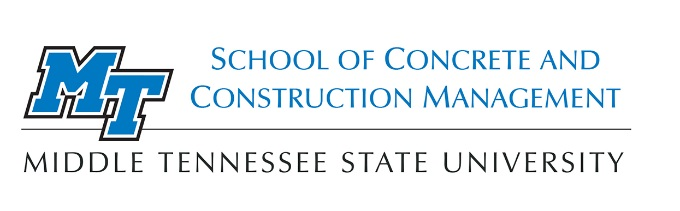 MT
SCHOOL OF CONCRETE AND
CONSTRUCTION MANAGEMENT
MIDDLE TENNESSEE STATE UNIVERSITY